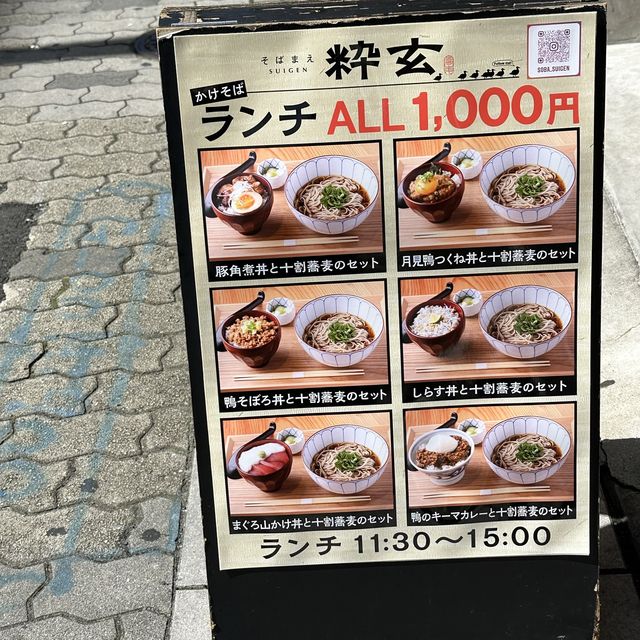 そばまえ
SUIGEN
粋玄
SOBA_SUIGEN
かけそば
ランチ ALL 1,000円
豚角煮丼と十割蕎麦のセット
月見鴨つくね丼と十割蕎麦のセット
鴨そぼろ丼と十割蕎麦のセット
しらす丼と十割蕎麦のセット
まぐろ山かけ丼と十割蕎麦のセット
鴨のキーマカレーと十割蕎麦のセット
ランチ 11:30〜15:00